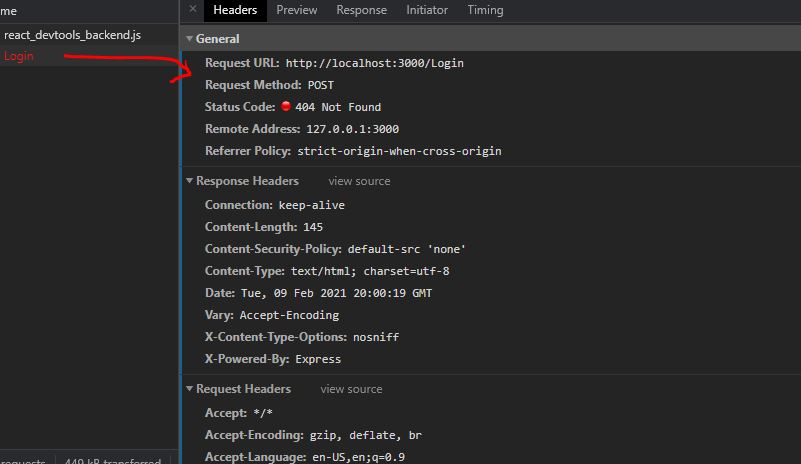 Headers Preview Response Initiator Timing
me
react_devtools_backend.js
Login
General
Request URL: http://localhost:3000/Login
Request Method: POST
Status Code: 404 Not Found
Remote Address: 127.0.0.1:3000
Referrer Policy: strict-origin-when-cross-origin
Response Headers view source
Connection: keep-alive
Content-Length: 145
Content-Security-Policy: default-src 'none'
Content-Type: text/html; charset=utf-8
Date: Tue, 09 Feb 2021 20:00:19 GMT
Vary: Accept-Encoding
X-Content-Type-Options: nosniff
X-Powered-By: Express
Request Headers view source
Accept: */*
Accept-Encoding: gzip, deflate, br
Accept-Language: en-US,en;q=0.9
requests 449 kB transferred